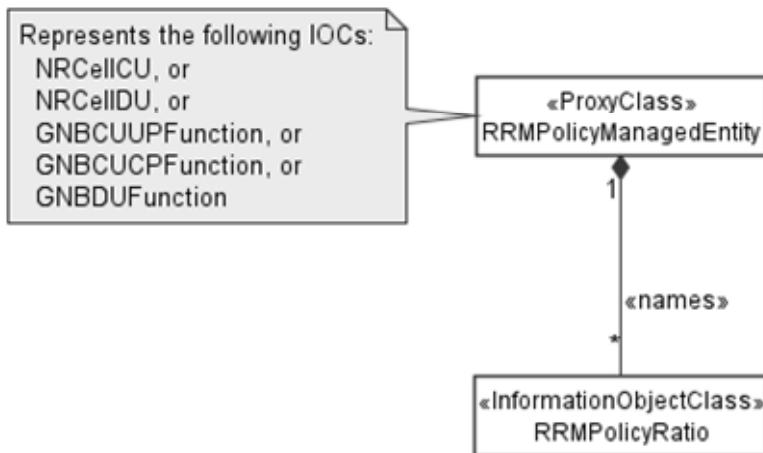 Represents the following IOCs:
NRCellCU, or
NRCellDU, or
GNBCUUPFunction, or
GNBCUCPFunction, or
GNBDUFunction
«ProxyClass»
RRMPolicyManagedEntity
1
«names»
*
«InformationObjectClass»
RRMPolicyRatio